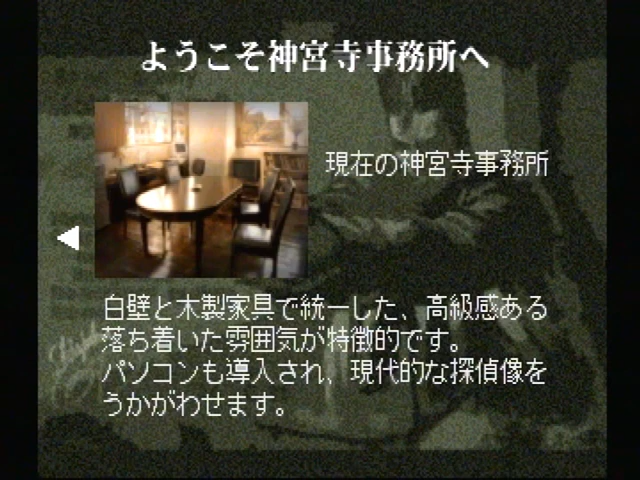 ようこそ神宮寺事務所へ
現在の神宮寺事務所
白壁と木製家具で統一した、高級感ある
落ち着いた雰囲気が特徴的です。
パソコンも導入され、現代的な探偵像を
うかがわせます。